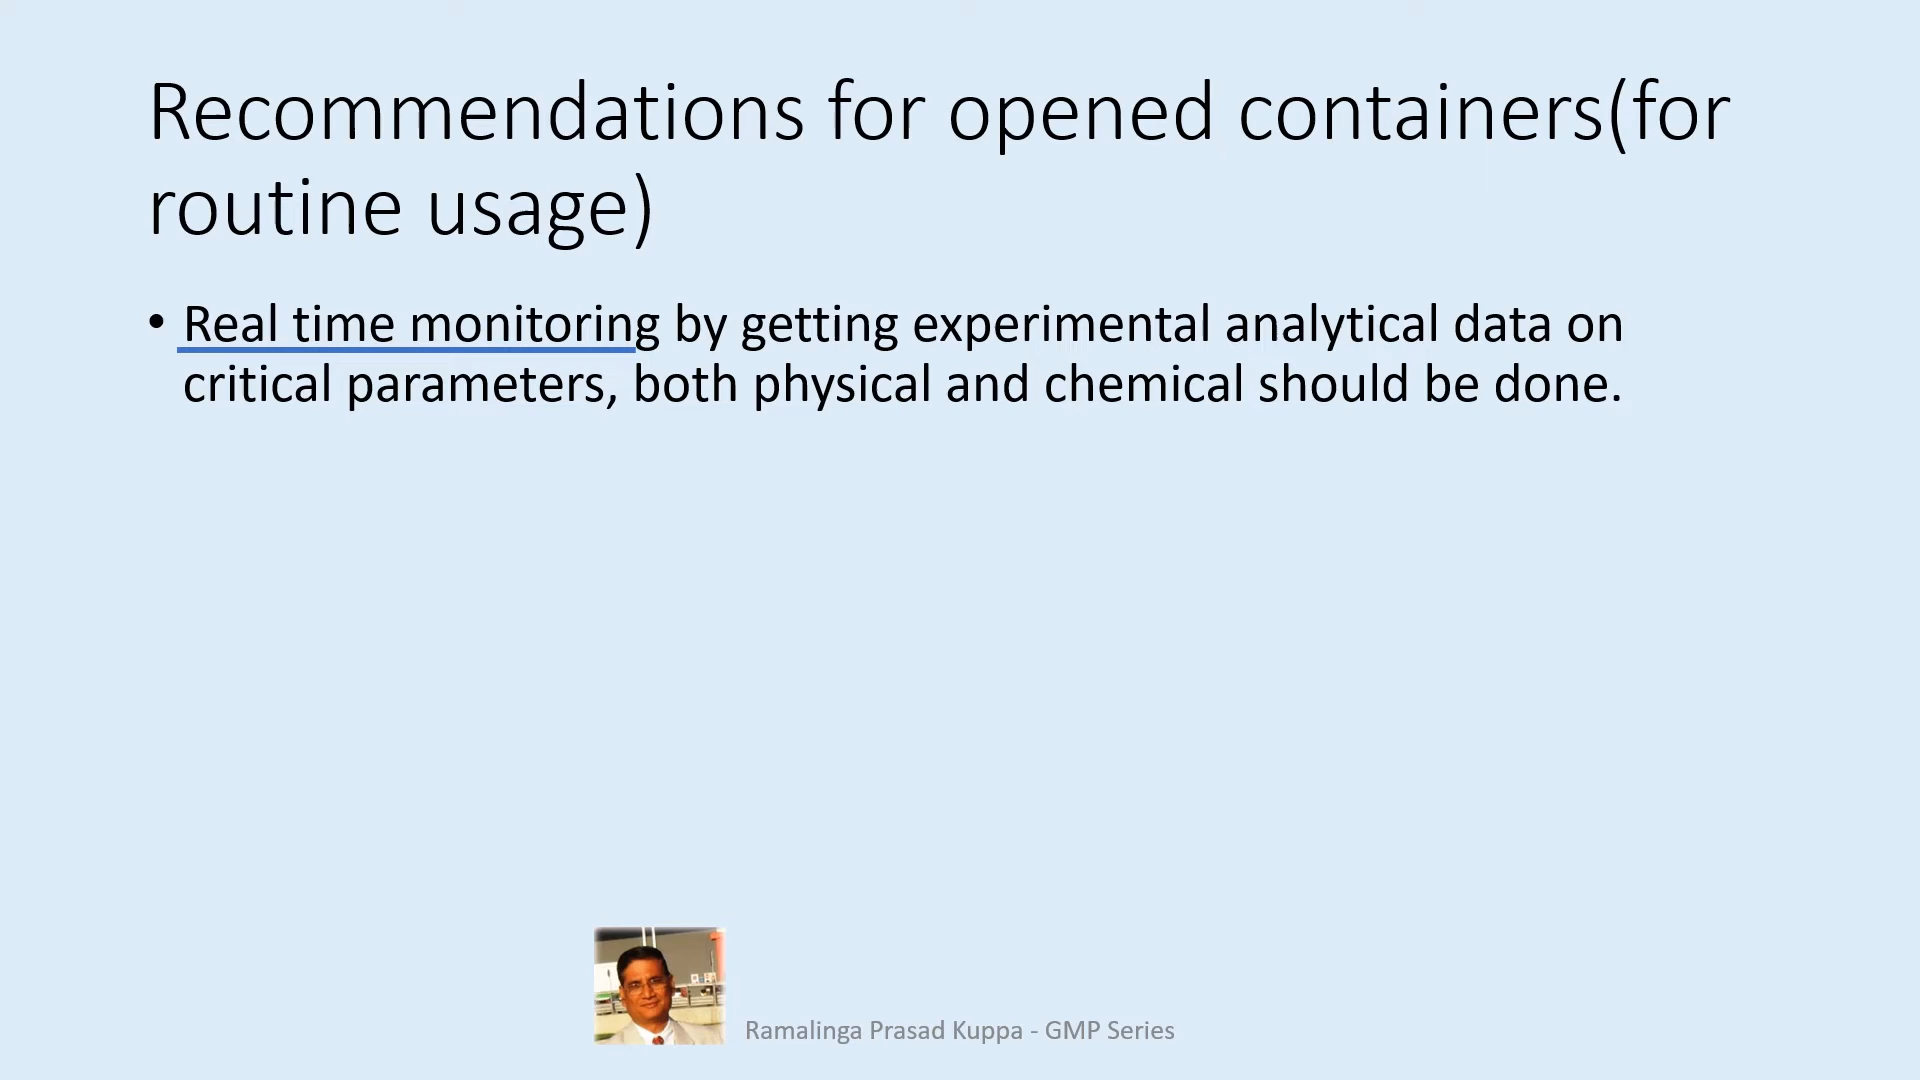 Recommendations for opened containers(for
routine usage)
• Real time monitoring by getting experimental analytical data on
critical parameters, both physical and chemical should be done.
Ramalinga Prasad Kuppa - GMP Series